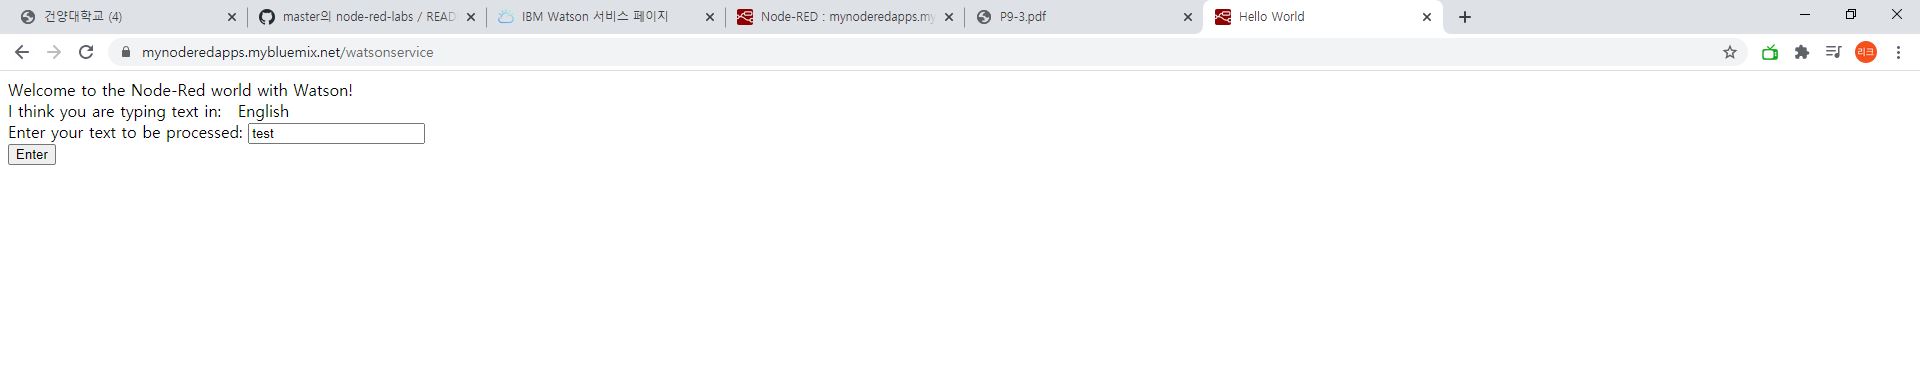 건양대학교 (4)
master의 node-red-labs / READ
IBM Watson 서비스 페이지
Node-RED : mynoderedapps.my
P9-3.pdf
Hello World
mynoderedapps.mybluemix.net/watsonservice
리크
Welcome to the Node-Red world with Watson!
I think you are typing text in: English
Enter your text to be processed: test
Enter